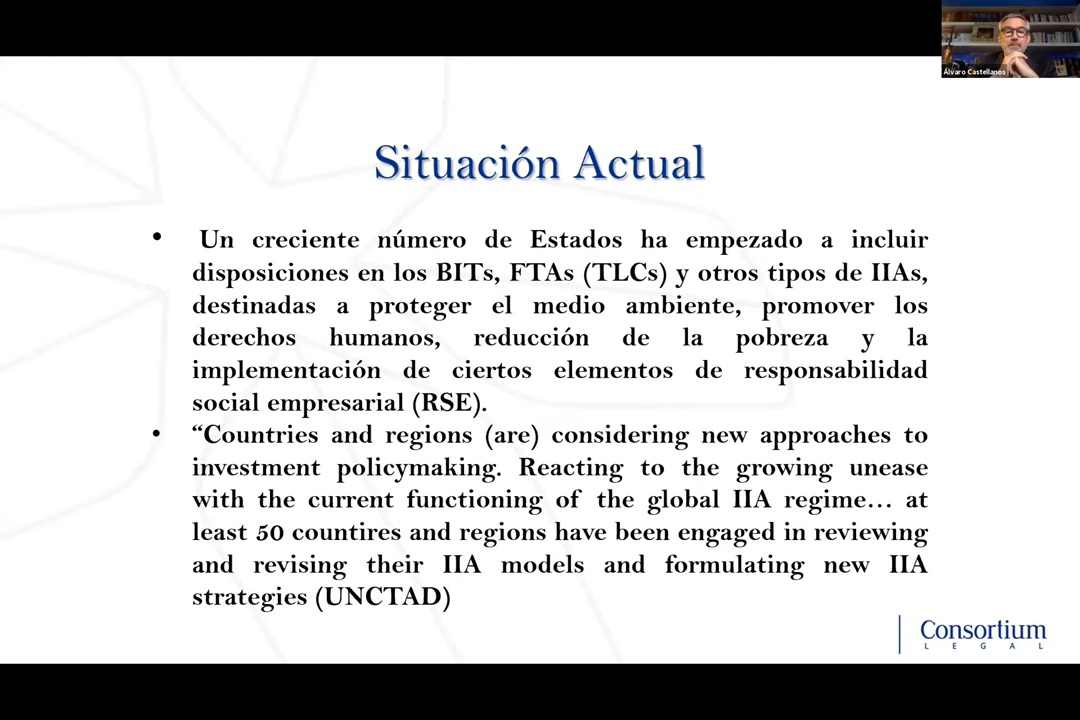 Álvaro Castellanos
Situación Actual
• Un creciente número de Estados ha empezado a incluir
disposiciones en los BITs, FTAs (TLCs) y otros tipos de IIAs,
destinadas a proteger el medio ambiente, promover los
derechos humanos, reducción de la pobreza y la
implementación de ciertos elementos de responsabilidad
social empresarial (RSE).
• “Countries and regions (are) considering new approaches to
investment policymaking. Reacting to the growing unease
with the current functioning of the global IIA regime… at
least 50 countires and regions have been engaged in reviewing
and revising their IIA models and formulating new IIA
strategies (UNCTAD)
Consortium
LEGAL